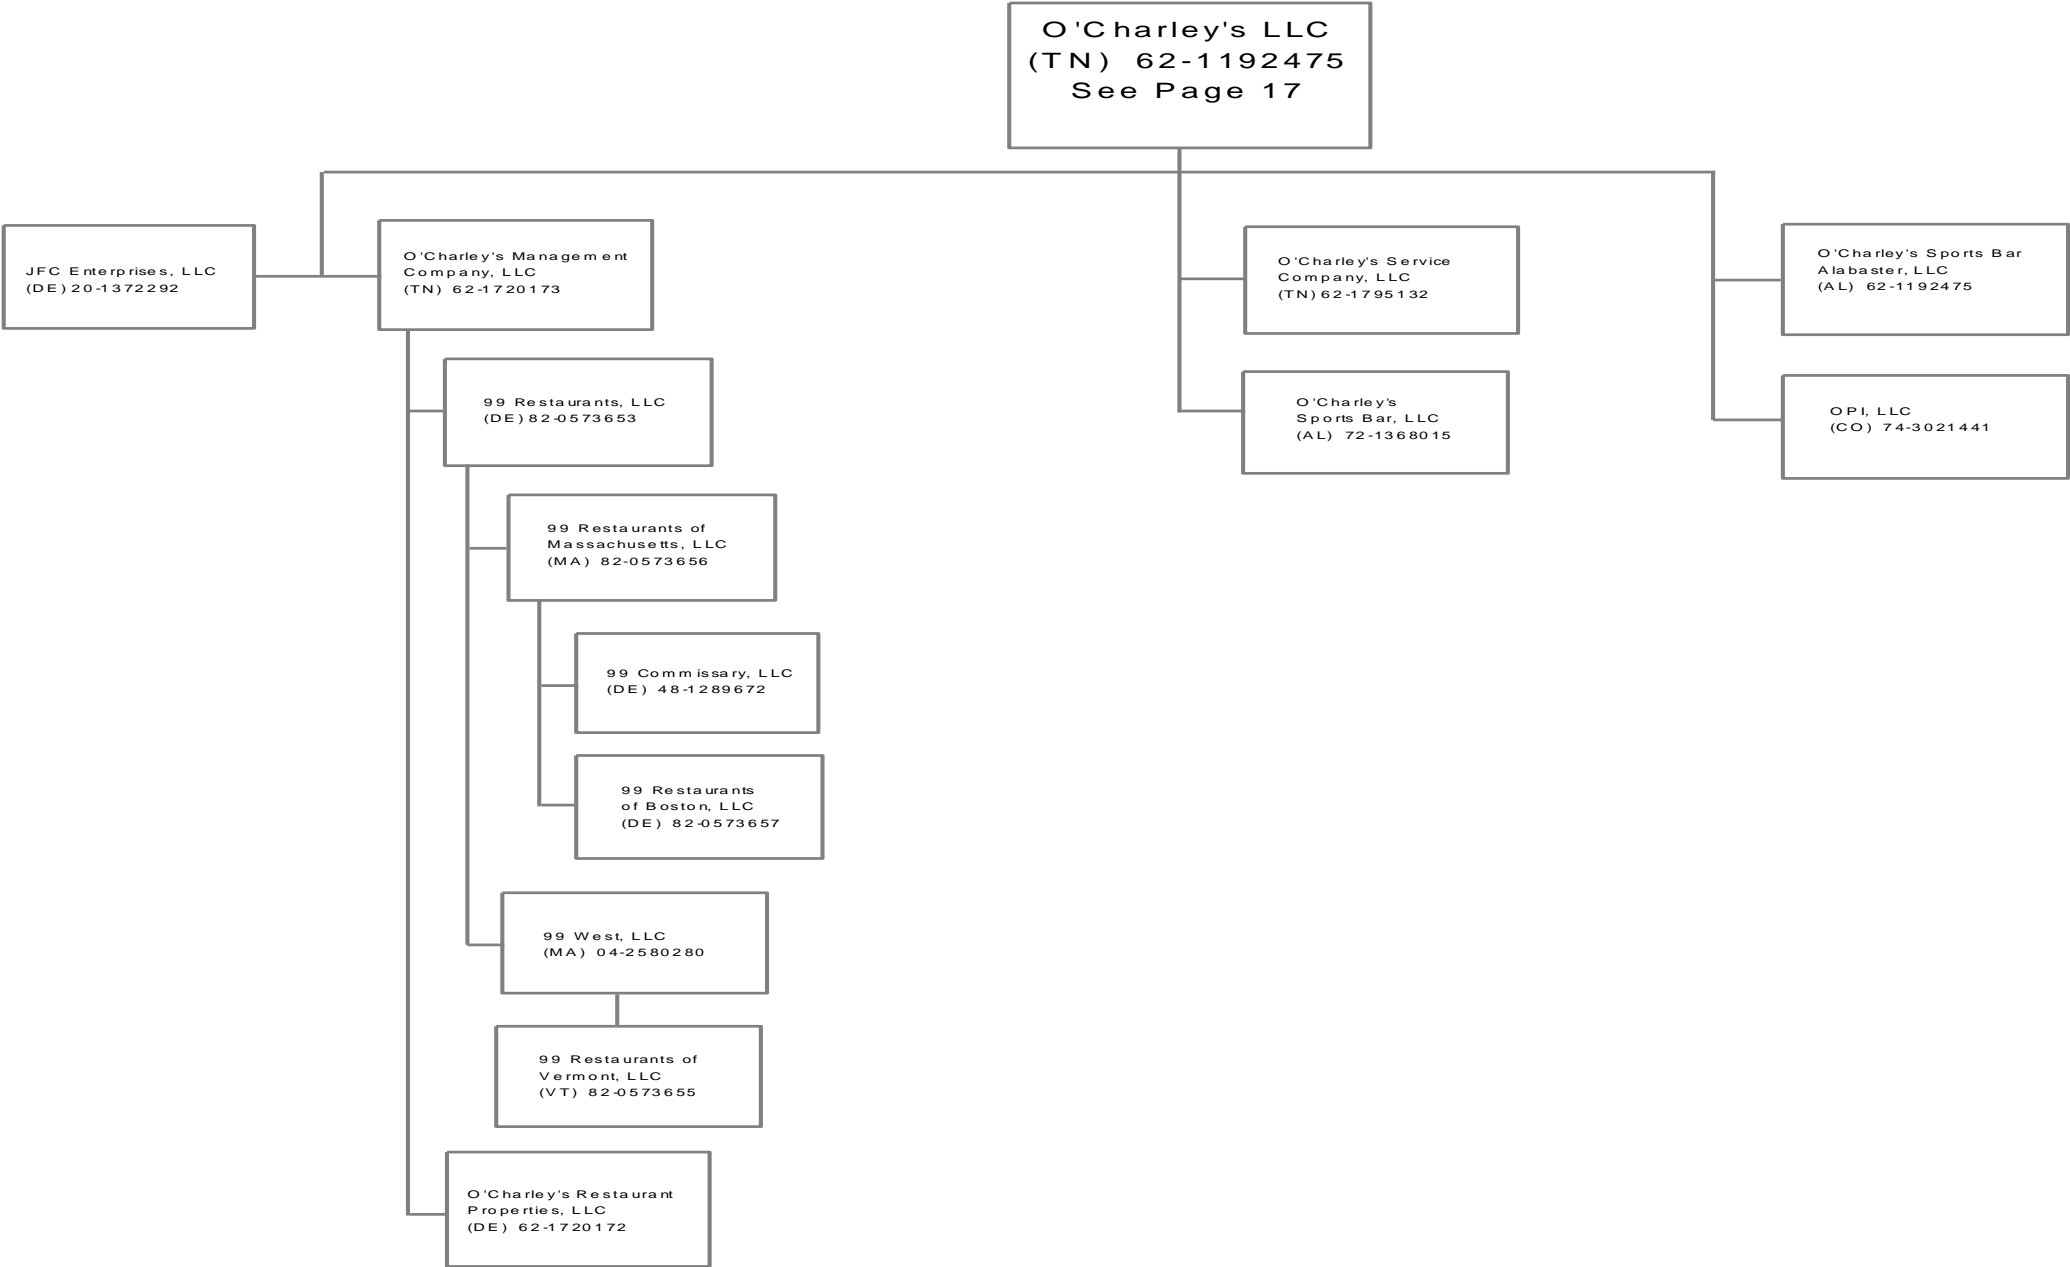 O'Charley's LLC
(TN) 62-1192475
See Page 17
JFC Enterprises, LLC
(DE) 20-1372292
O'Charley's Management
Company, LLC
(TN) 62-1720173
O'Charley's Service
Company, LLC
(TN) 62-1795132
O'Charley's Sports Bar
Alabaster, LLC
(AL) 62-1192475
99 Restaurants, LLC
(DE) 82-0573653
O'Charley's
Sports Bar, LLC
(AL) 72-1368015
OPI, LLC
(CO) 74-3021441
99 Restaurants of
Massachusetts, LLC
(MA) 82-0573656
99 Commissary, LLC
(DE) 48-1289672
99 Restaurants
of Boston, LLC
(DE) 82-0573657
99 West, LLC
(MA) 04-2580280
99 Restaurants of
Vermont, LLC
(VT) 82-0573655
O'Charley's Restaurant
Properties, LLC
(DE) 62-1720172